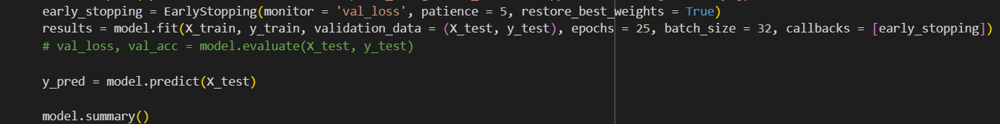 early_stopping = EarlyStopping(monitor = 'val_loss', patience = 5, restore_best_weights = True)
results = model.fit(X_train, y_train, validation_data = (X_test, y_test), epochs = 25, batch_size = 32, callbacks = [early_stopping])
# val_loss, val_acc = model.evaluate(X_test, y_test)
y_pred = model.predict(X_test)
model.summary()